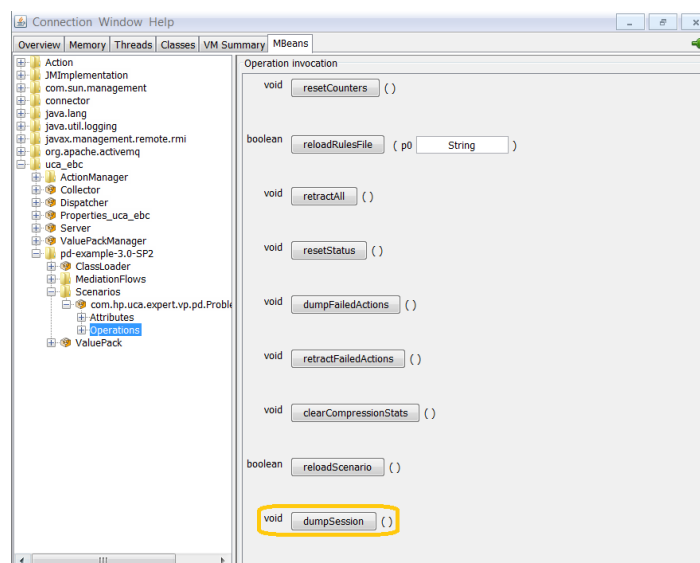 Connection Window Help
Overview Memory Threads Classes VM Summary MBeans
Action
JMImplementation
com.sun.management
connector
java.lang
java.util.logging
javax.management.remote.rmi
org.apache.activemq
uca_ebc
ActionManager
Collector
Dispatcher
Properties_uca_ebc
Server
ValuePackManager
pd-example-3.0-SP2
ClassLoader
MediationFlows
Scenarios
com.hp.uca.expert.vp.pd.Proble
Attributes
Operations
ValuePack
Operation invocation
void resetCounters ( )
boolean reloadRulesFile ( p0 String )
void retractAll ( )
void resetStatus ( )
void dumpFailedActions ( )
void retractFailedActions ( )
void clearCompressionStats ( )
boolean reloadScenario ( )
void dumpSession ( )